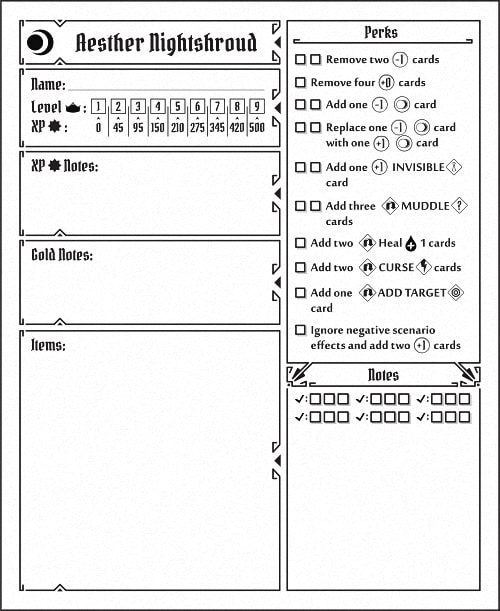 Aesther Nightshroud
Name:
Level : 1 2 3 4 5 6 7 8 9
XP : 0 45 95 150 210 275 345 420 500
XP Notes:
Gold Notes:
Items:
Perks
Remove two -1 cards
Remove four +0 cards
Add one -1 card
Replace one -1 card
with one +1 card
Add one +1 INVISIBLE
card
Add three MUDDLE
cards
Add two Heal 1 cards
Add two CURSE cards
Add one ADD TARGET
card
Ignore negative scenario
effects and add two +1 cards
Notes
✓: ✓: ✓:
✓: ✓: ✓: